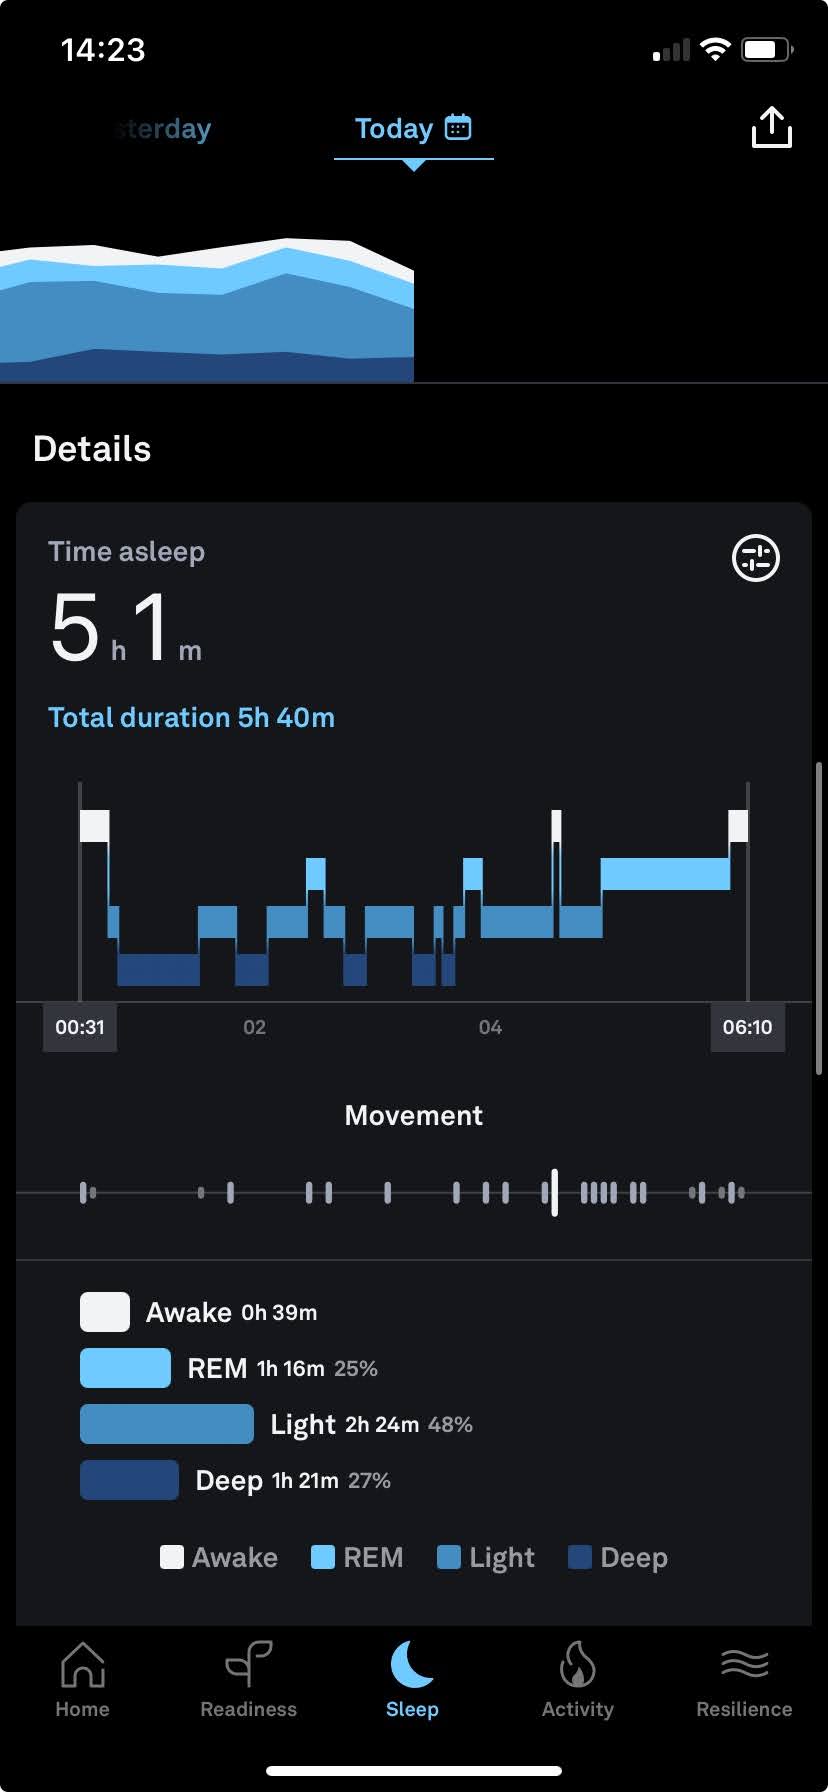 14:23
sterday
Today
Details
Time asleep
5 h 1 m
Total duration 5h 40m
00:31 02 04 06:10
Movement
Awake 0h 39m
REM 1h 16m 25%
Light 2h 24m 48%
Deep 1h 21m 27%
Awake REM Light Deep
Home Readiness Sleep Activity Resilience